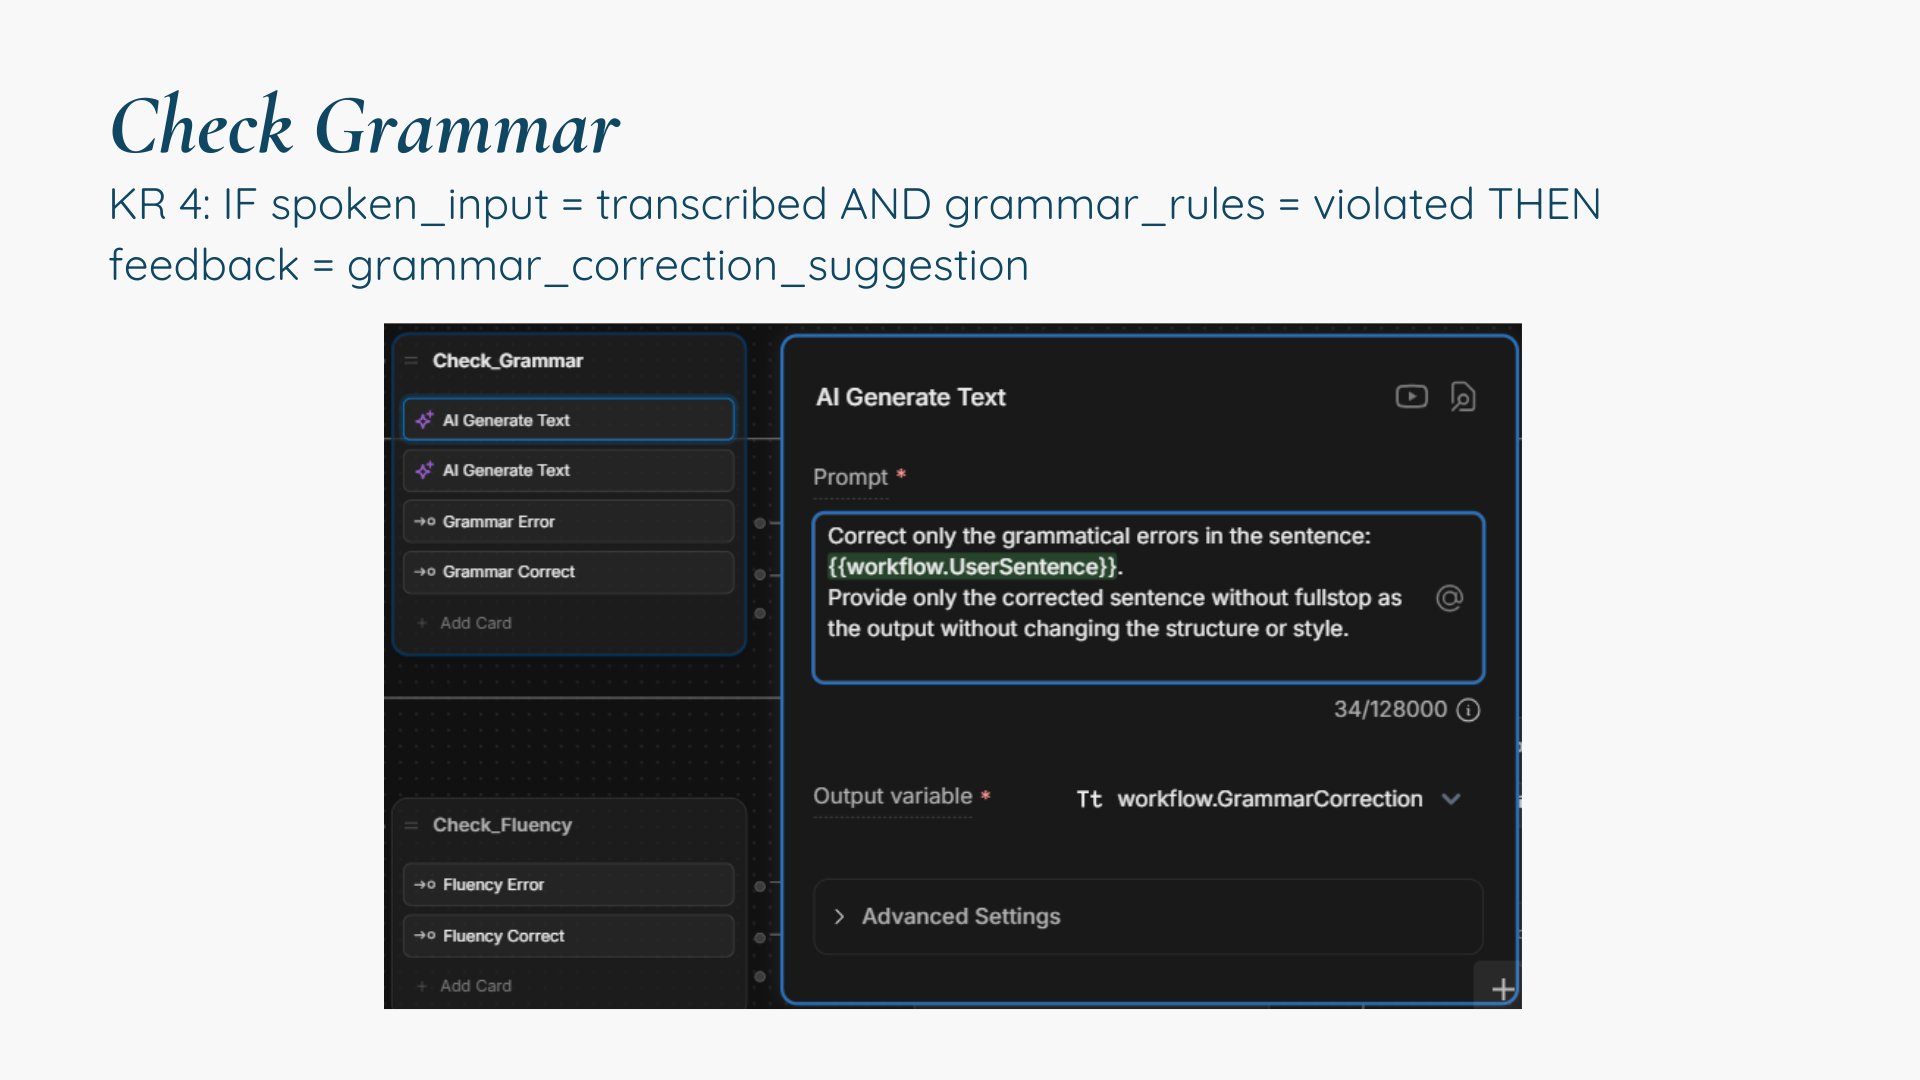 Check Grammar
KR 4: IF spoken_input = transcribed AND grammar_rules = violated THEN
feedback = grammar_correction_suggestion
Check_Grammar
AI Generate Text
AI Generate Text
Grammar Error
Grammar Correct
+ Add Card
Check_Fluency
Fluency Error
Fluency Correct
+ Add Card
AI Generate Text
Prompt *
Correct only the grammatical errors in the sentence:
{{workflow.UserSentence}}.
Provide only the corrected sentence without fullstop as
the output without changing the structure or style.
@
34/128000
Output variable *
Tt workflow.GrammarCorrection
Advanced Settings
+